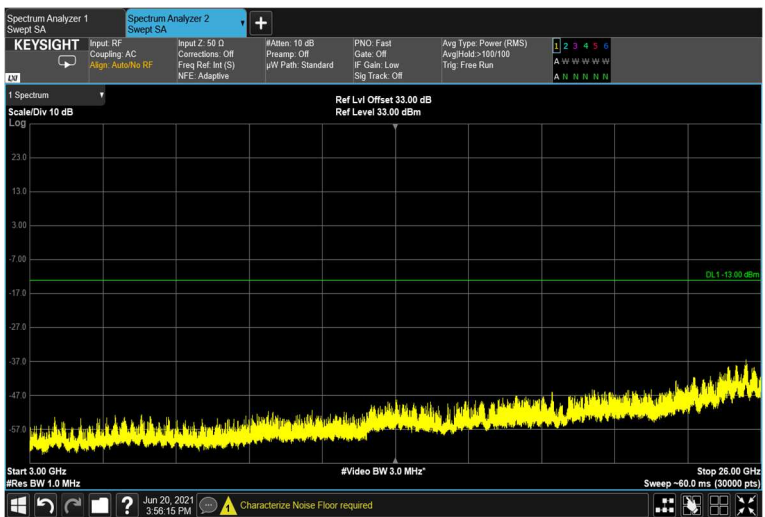 Spectrum Analyzer 1
Swept SA
Spectrum Analyzer 2
Swept SA
+
KEYSIGHT
LXI
Input: RF
Coupling: AC
Align: Auto/No RF
Input Z: 50 Ω
Corrections: Off
Freq Ref: Int (S)
NFE: Adaptive
#Atten: 10 dB
Preamp: Off
µW Path: Standard
PNO: Fast
Gate: Off
IF Gain: Low
Sig Track: Off
Avg Type: Power (RMS)
Avg|Hold:>100/100
Trig: Free Run
1 2 3 4 5 6
A W W W W W
A N N N N N
1 Spectrum
Scale/Div 10 dB
Log
Ref Lvl Offset 33.00 dB
Ref Level 33.00 dBm
23.0
13.0
3.00
-7.00
DL1 -13.00 dBm
-17.0
-27.0
-37.0
-47.0
-57.0
Start 3.00 GHz
#Res BW 1.0 MHz
#Video BW 3.0 MHz*
Stop 26.00 GHz
Sweep ~60.0 ms (30000 pts)
?
Jun 20, 2021
3:56:15 PM
1
Characterize Noise Floor required